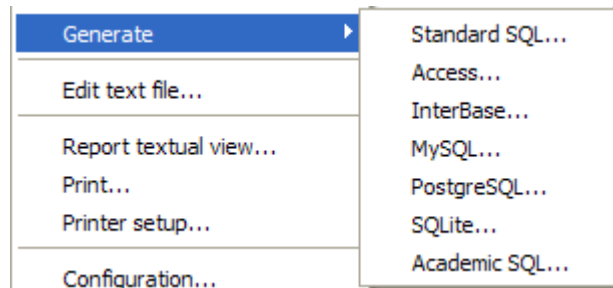 Generate
Edit text file...
Report textual view...
Print...
Printer setup...
Configuration...
Standard SQL...
Access...
InterBase...
MySQL...
PostgreSQL...
SQLite...
Academic SQL...